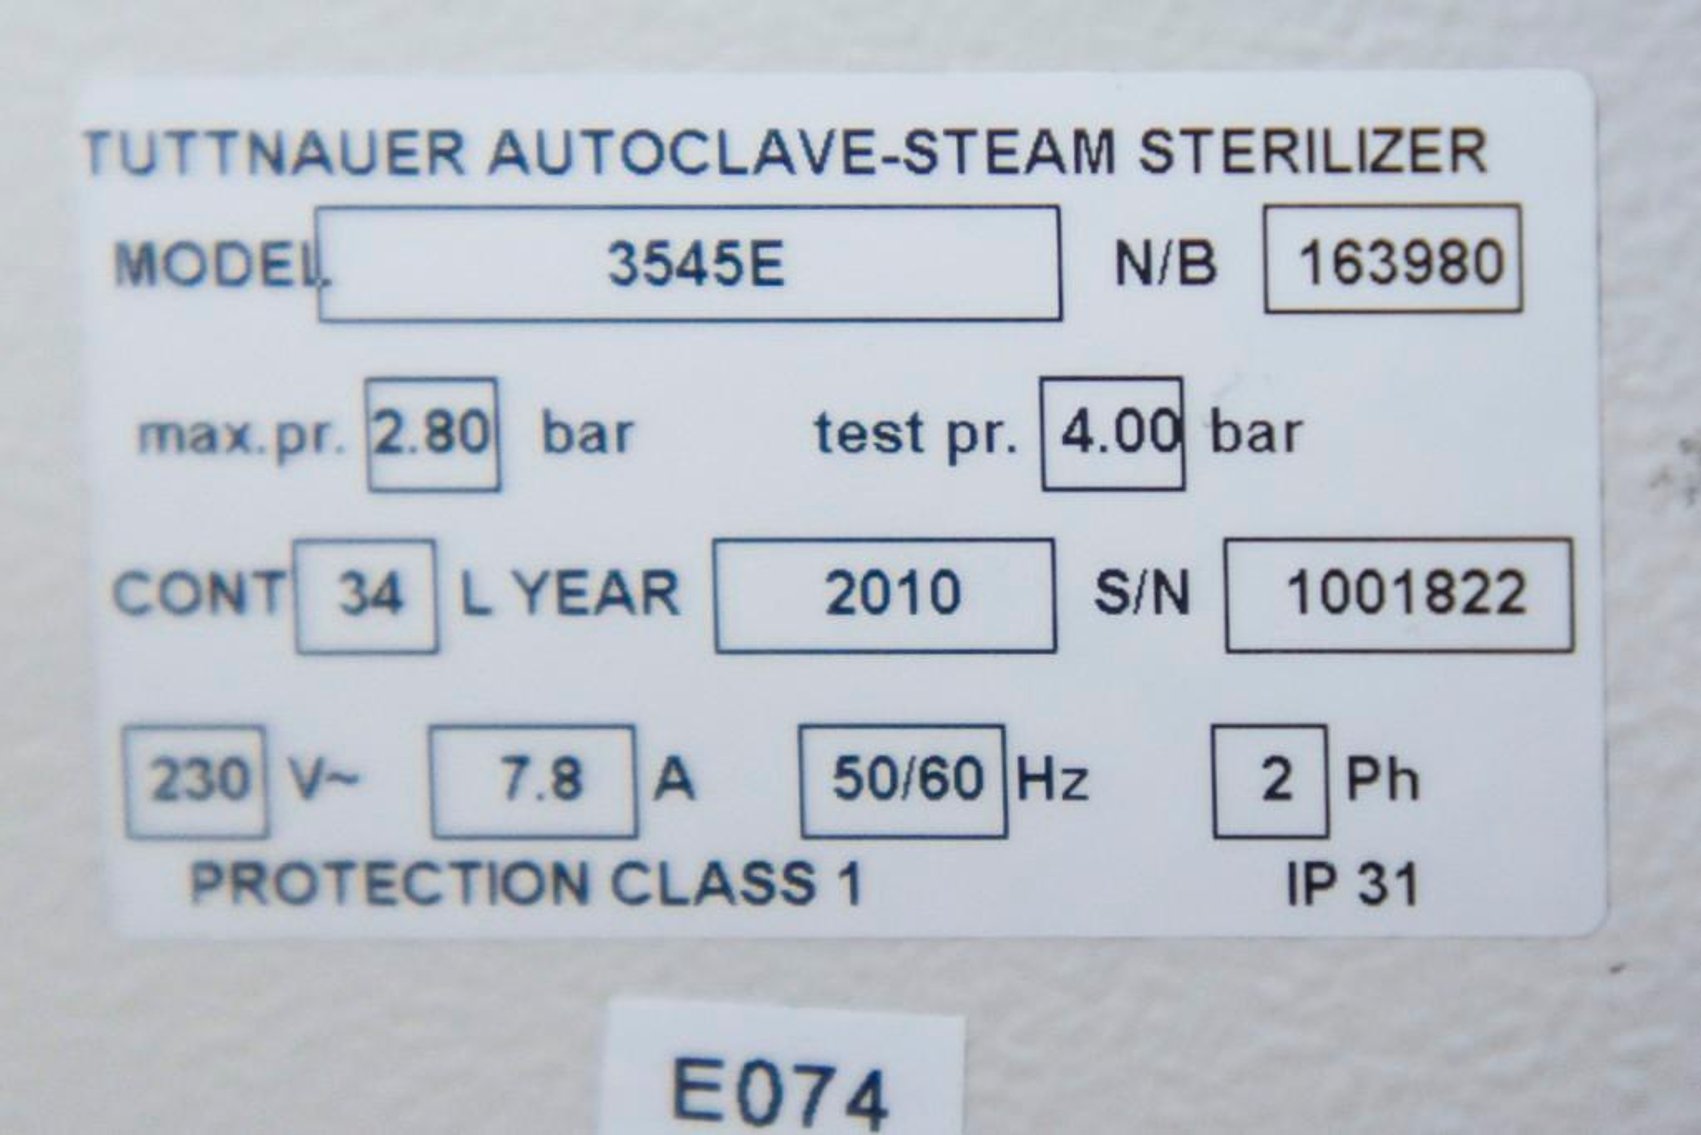 TUTTNAUER AUTOCLAVE-STEAM STERILIZER
MODEL. 3545E N/B 163980
max.pr. 2.80 bar test pr. 4.00 bar
CONT 34 L YEAR 2010 S/N 1001822
230 V~ 7.8 A 50/60 Hz 2 Ph
PROTECTION CLASS 1 IP 31
E074